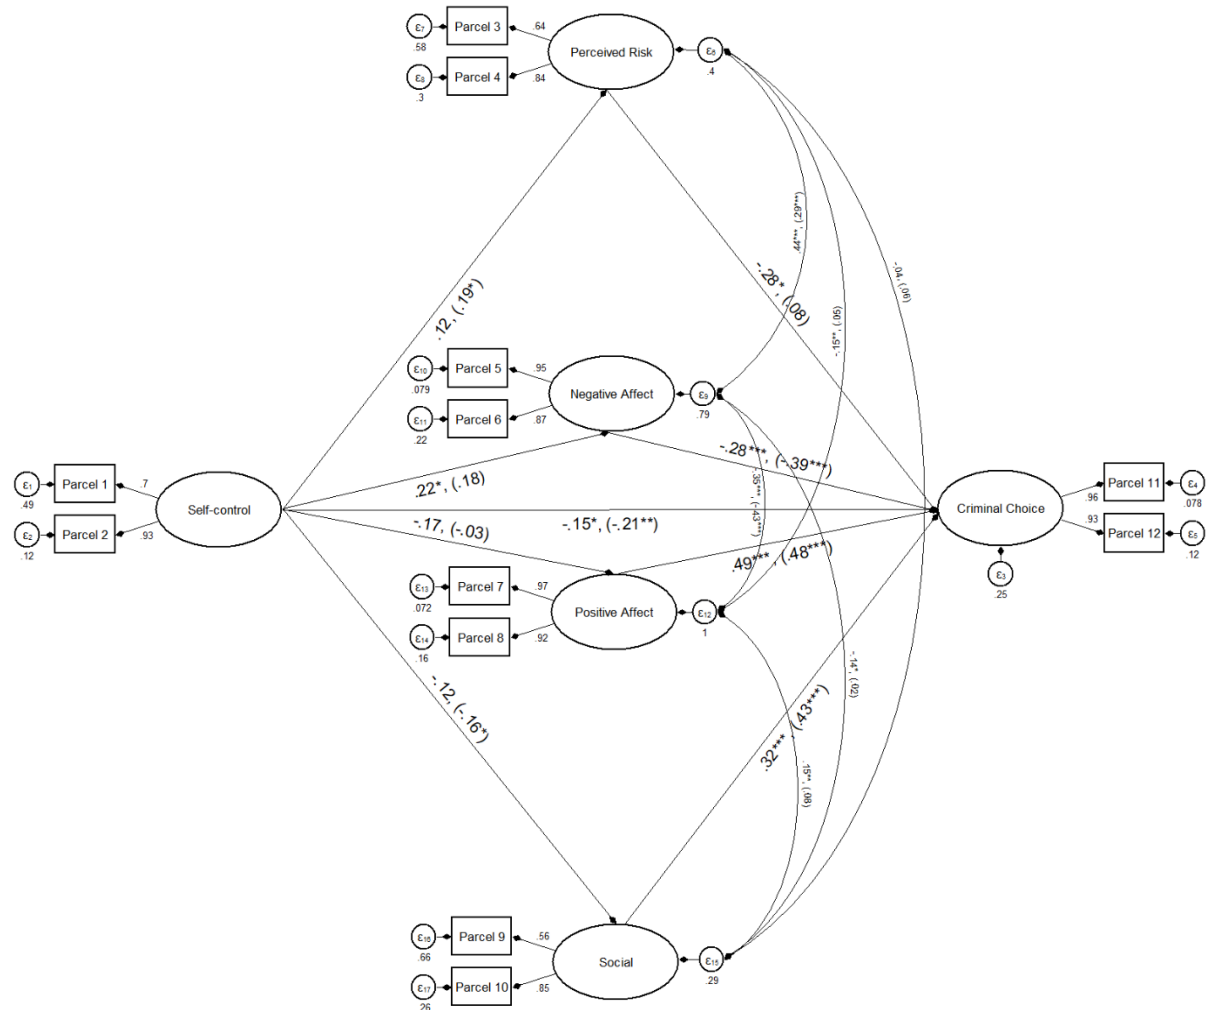 ε7
.58
Parcel 3
.64
ε8
.3
Parcel 4
.84
Perceived Risk
ε6
.4
.44***, (.29***)
-.15**, (.05)
-.04, (.06)
.12, (.19*)
-.28*, (.08)
ε10
.079
Parcel 5
.95
ε11
.22
Parcel 6
.87
Negative Affect
ε9
.79
.22*, (.18)
-.28***, (-.39***)
-.35***, (-.43***)
ε1
.49
Parcel 1
.7
ε2
.12
Parcel 2
.93
Self-control
-.17, (-.03)
-.15*, (-.21**)
.49***, (.48***)
Criminal Choice
ε3
.25
.96
Parcel 11
ε4
.078
.93
Parcel 12
ε5
.12
ε13
.072
Parcel 7
.97
ε14
.16
Parcel 8
.92
Positive Affect
ε12
1
-.12, (-.16*)
.32***, (.43***)
-.14*, (.02)
.15**, (.08)
ε16
.66
Parcel 9
.56
ε17
.26
Parcel 10
.85
Social
ε15
.29